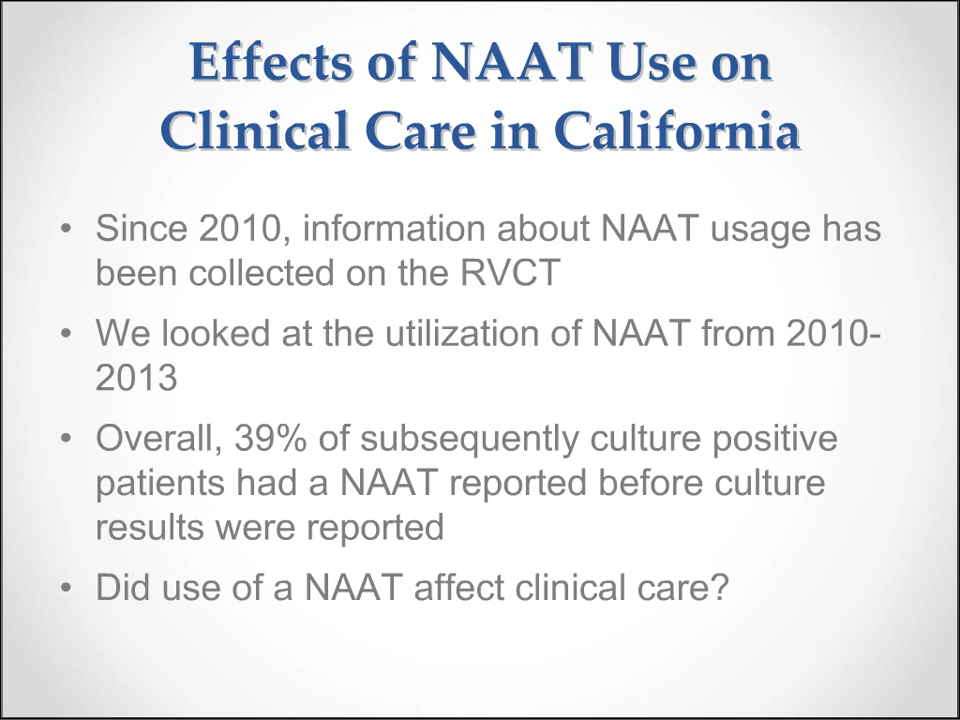 Effects of NAAT Use on
Clinical Care in California
• Since 2010, information about NAAT usage has
been collected on the RVCT
• We looked at the utilization of NAAT from 2010-
2013
• Overall, 39% of subsequently culture positive
patients had a NAAT reported before culture
results were reported
• Did use of a NAAT affect clinical care?